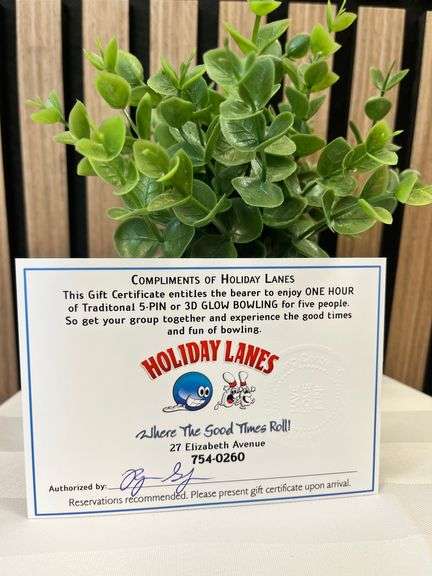 COMPLIMENTS OF HOLIDAY LANES
This Gift Certificate entitles the bearer to enjoy ONE HOUR
of Traditonal 5-PIN or 3D GLOW BOWLING for five people.
So get your group together and experience the good times
and fun of bowling.
HOLIDAY LANES
Where The Good Times Roll!
27 Elizabeth Avenue
754-0260
Authorized by:
Reservations recommended. Please present gift certificate upon arrival.